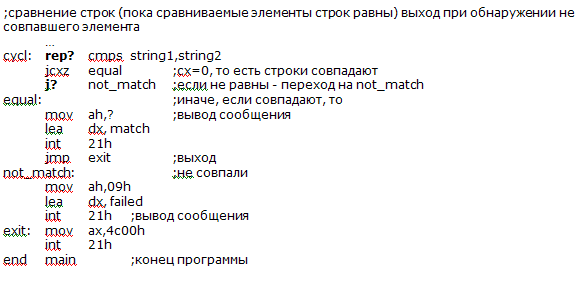 ;сравнение строк (пока сравниваемые элементы строк равны) выход при обнаружении не
совпавшего элемента
...
cycl: rep? cmps string1,string2
jcxz equal ;cx=0, то есть строки совпадают
j? not_match ;если не равны - переход на not_match
equal: ;иначе, если совпадают, то
mov ah,? ;вывод сообщения
lea dx, match
int 21h
jmp exit ;выход
not_match: ;не совпали
mov ah,09h
lea dx, failed
int 21h ;вывод сообщения
exit: mov ax,4c00h
int 21h
end main ;конец программы